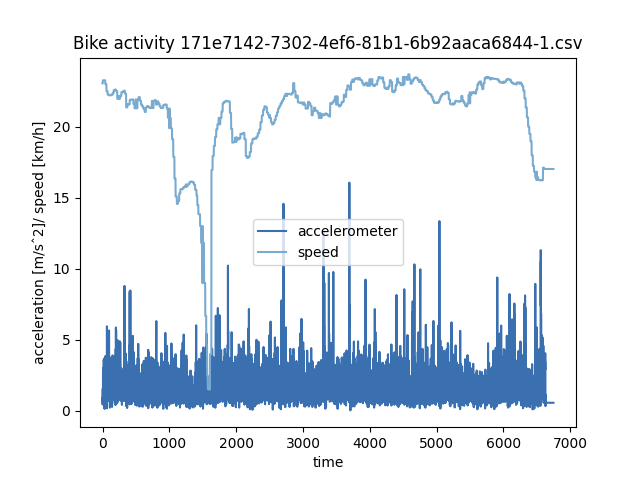 Bike activity 171e7142-7302-4ef6-81b1-6b92aaca6844-1.csv
acceleration [m/s^2]/ speed [km/h]
20
15
10
5
0
accelerometer
speed
0 1000 2000 3000 4000 5000 6000 7000
time